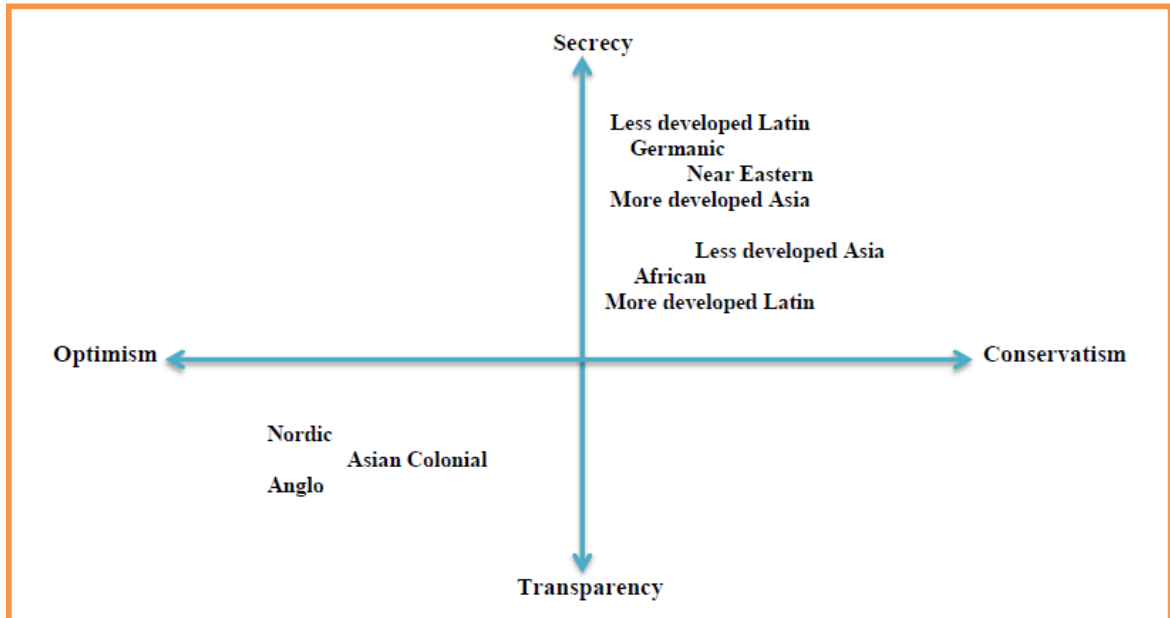 Secrecy
Less developed Latin
Germanic
Near Eastern
More developed Asia
Less developed Asia
African
More developed Latin
Optimism
Conservatism
Nordic
Asian Colonial
Anglo
Transparency